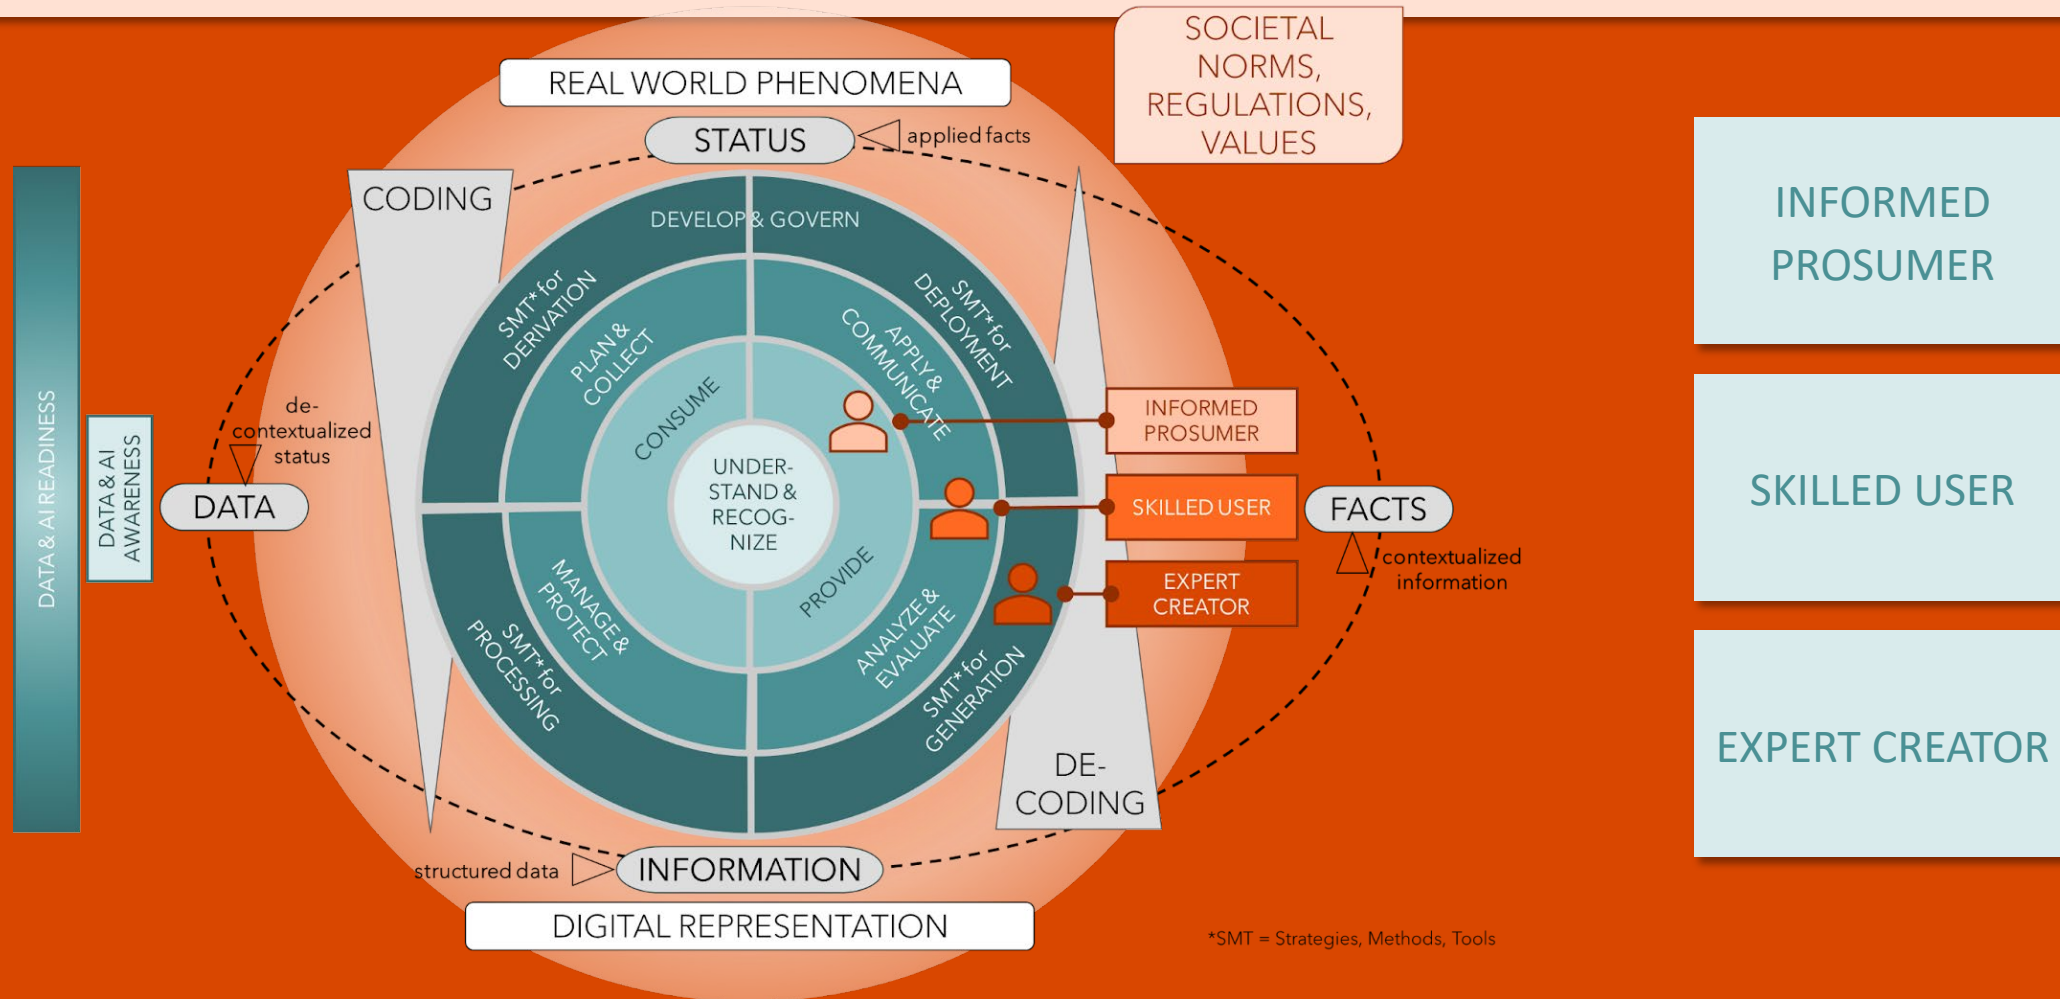 SOCIETAL
NORMS,
REGULATIONS,
VALUES
REAL WORLD PHENOMENA
STATUS
applied facts
CODING
DEVELOP & GOVERN
SMT* for
DERIVATION
SMT* for
DEPLOYMENT
PLAN &
COLLECT
APPLY &
COMMUNICATE
CONSUME
UNDER-
STAND &
RECOG-
NIZE
PROVIDE
MANAGE &
PROTECT
ANALYZE &
EVALUATE
SMT* for
PROCESSING
SMT* for
GENERATION
DATA & AI READINESS
DATA & AI
AWARENESS
de-
contextualized
status
DATA
INFORMED
PROSUMER
SKILLED USER
EXPERT
CREATOR
FACTS
contextualized
information
DE-
CODING
structured data
INFORMATION
DIGITAL REPRESENTATION
*SMT = Strategies, Methods, Tools
INFORMED
PROSUMER
SKILLED USER
EXPERT CREATOR